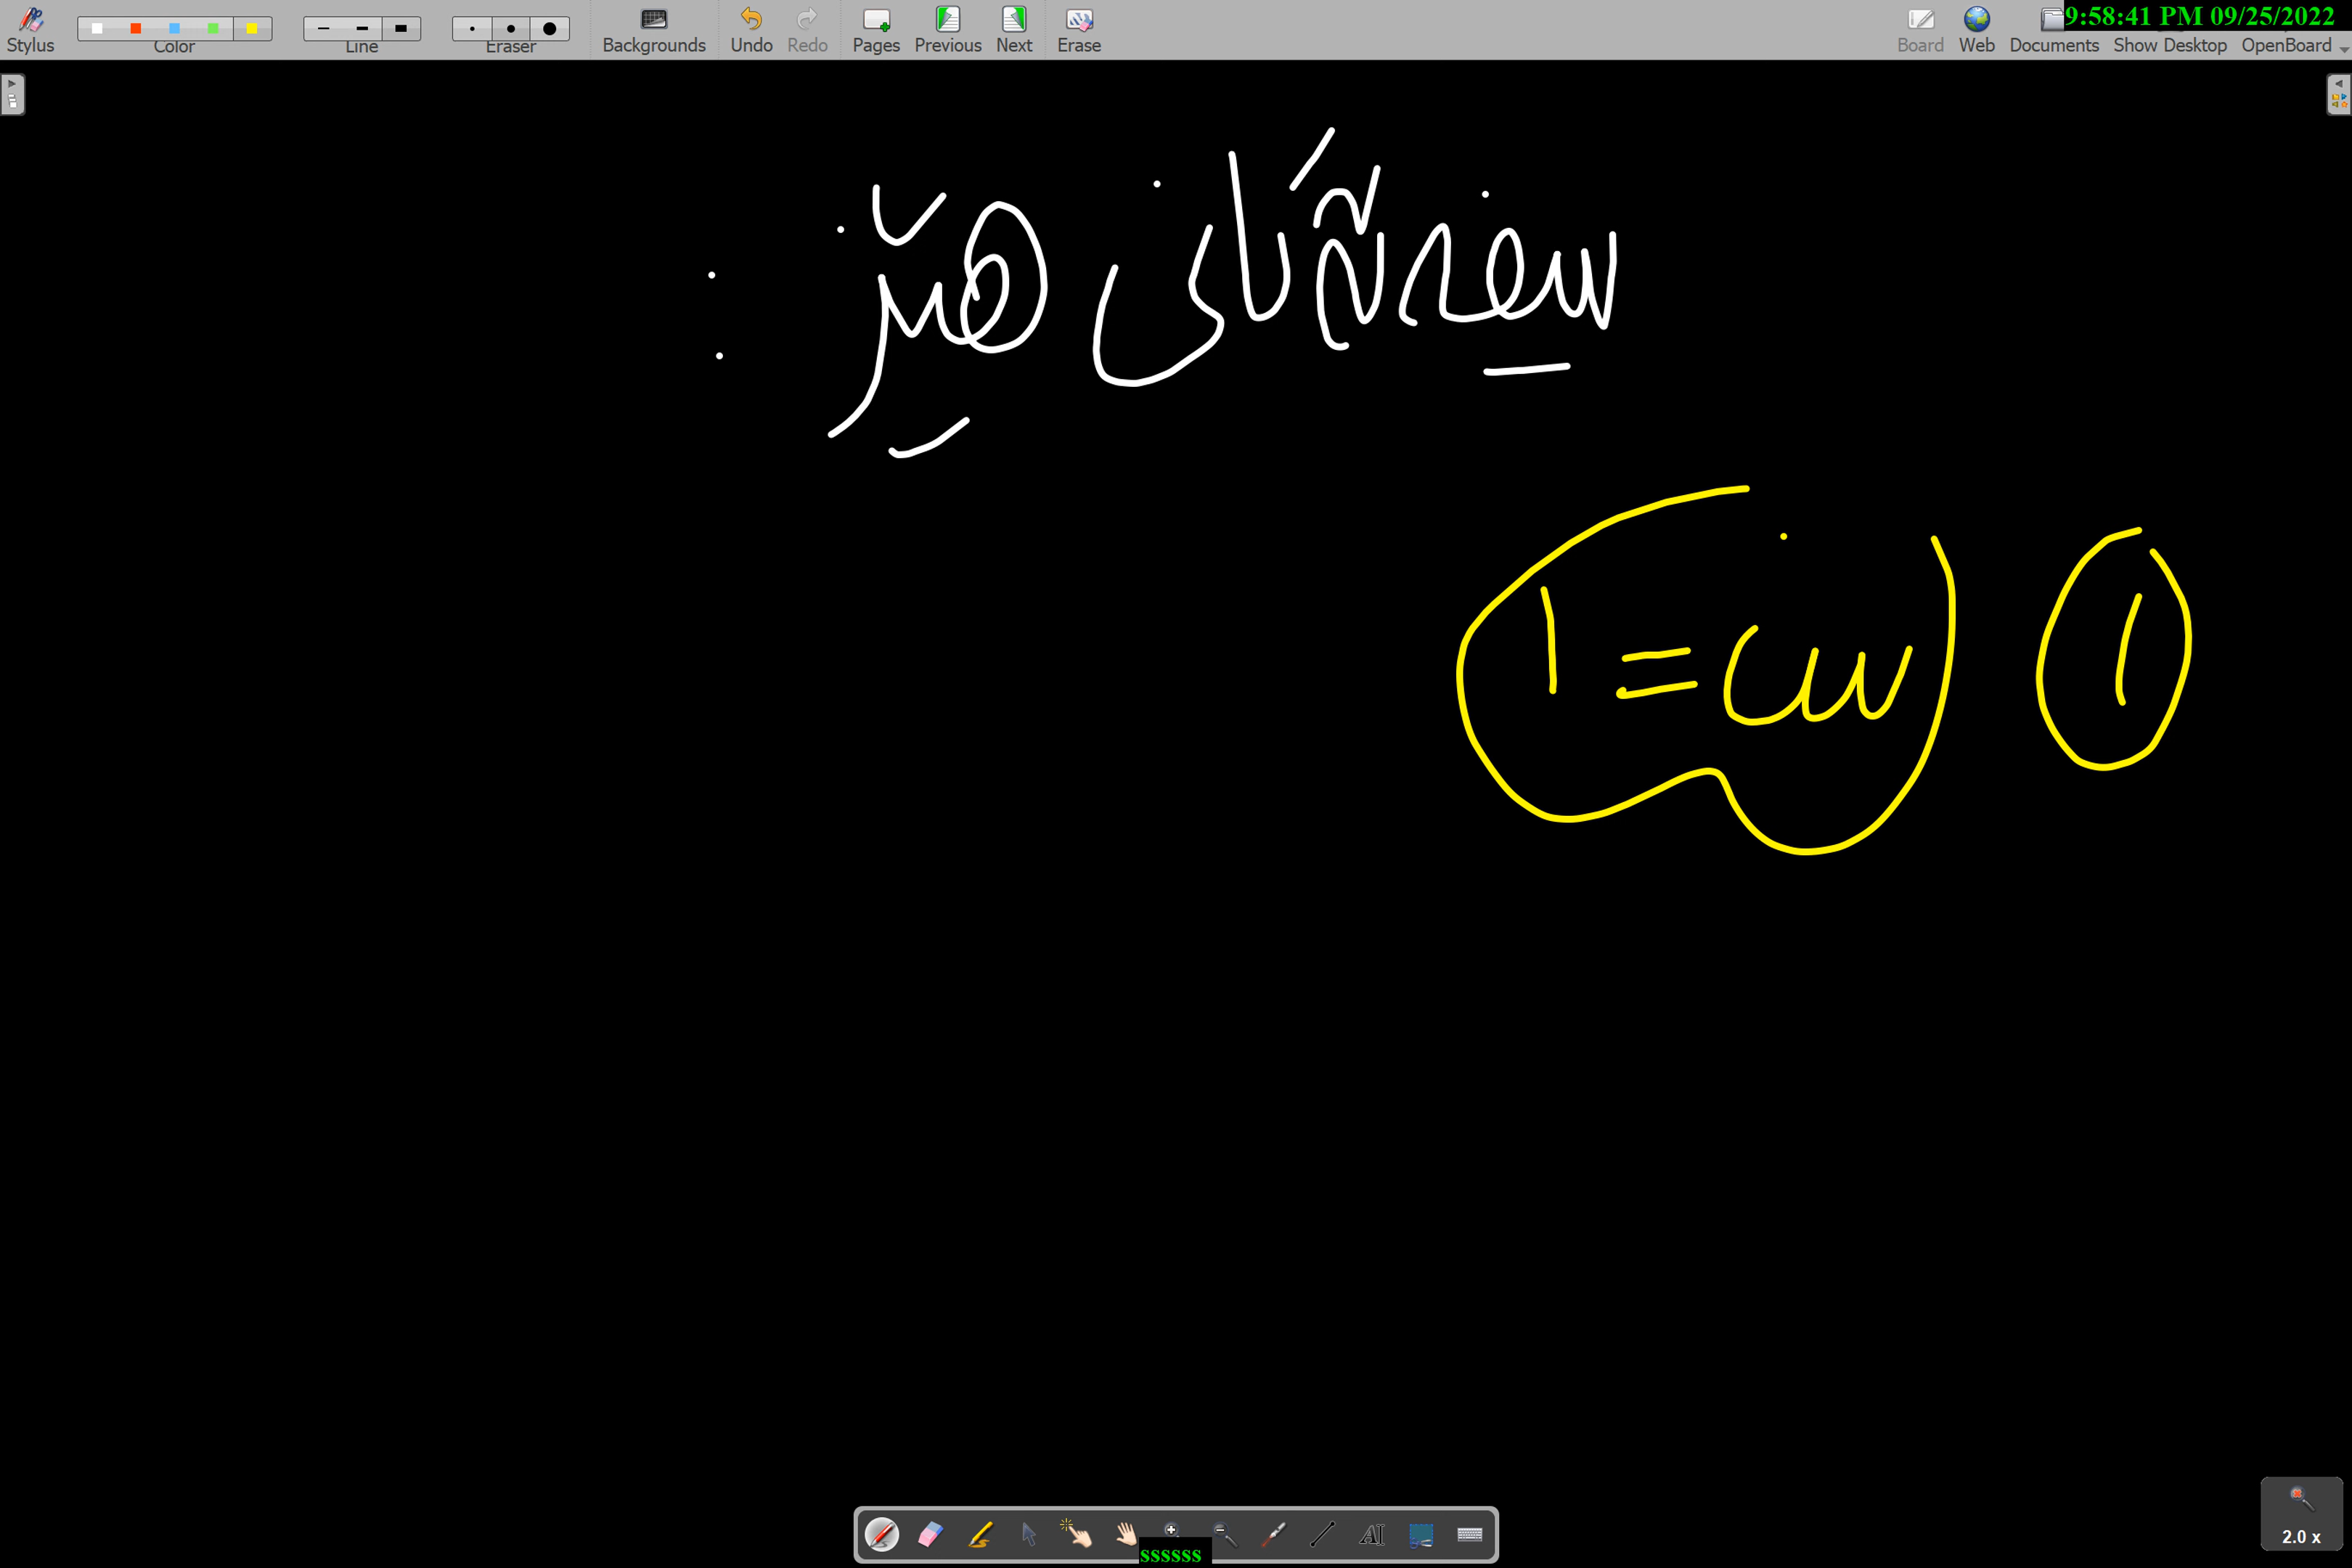 سیفەتەکانی هێز :
١ = ١
Stylus Color Line Eraser Backgrounds Undo Redo Pages Previous Next Erase Board Web Documents Show Desktop OpenBoard
9:58:41 PM 09/25/2022
ssssss
2.0 x